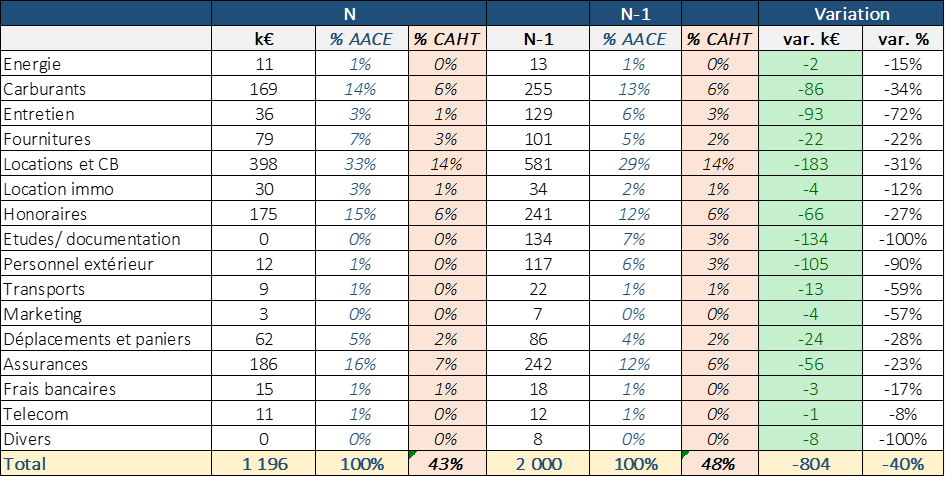 N N-1 Variation
k€ % AACE % CAHT N-1 % AACE % CAHT var. k€ var. %
Energie 11 1% 0% 13 1% 0% -2 -15%
Carburants 169 14% 6% 255 13% 6% -86 -34%
Entretien 36 3% 1% 129 6% 3% -93 -72%
Fournitures 79 7% 3% 101 5% 2% -22 -22%
Locations et CB 398 33% 14% 581 29% 14% -183 -31%
Location immo 30 3% 1% 34 2% 1% -4 -12%
Honoraires 175 15% 6% 241 12% 6% -66 -27%
Etudes/ documentation 0 0% 0% 134 7% 3% -134 -100%
Personnel extérieur 12 1% 0% 117 6% 3% -105 -90%
Transports 9 1% 0% 22 1% 1% -13 -59%
Marketing 3 0% 0% 7 0% 0% -4 -57%
Déplacements et paniers 62 5% 2% 86 4% 2% -24 -28%
Assurances 186 16% 7% 242 12% 6% -56 -23%
Frais bancaires 15 1% 1% 18 1% 0% -3 -17%
Telecom 11 1% 0% 12 1% 0% -1 -8%
Divers 0 0% 0% 8 0% 0% -8 -100%
Total 1 196 100% 43% 2 000 100% 48% -804 -40%